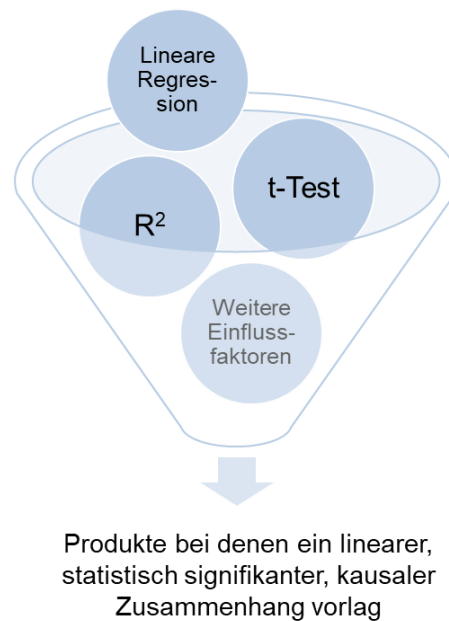 Lineare
Regres-
sion
t-Test
R²
Weitere
Einfluss-
faktoren
Produkte bei denen ein linearer,
statistisch signifikanter, kausaler
Zusammenhang vorlag